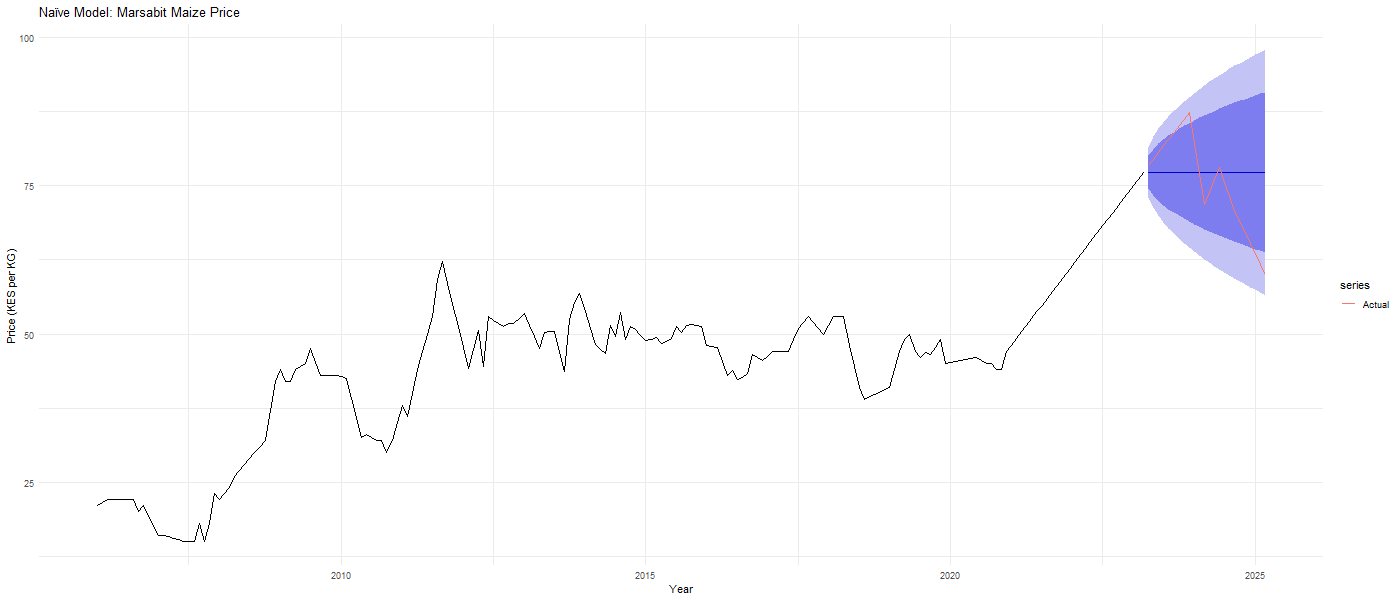 Naïve Model: Marsabit Maize Price
100
75
50
25
Price (KES per KG)
2010
2015
2020
2025
Year
series
Actual